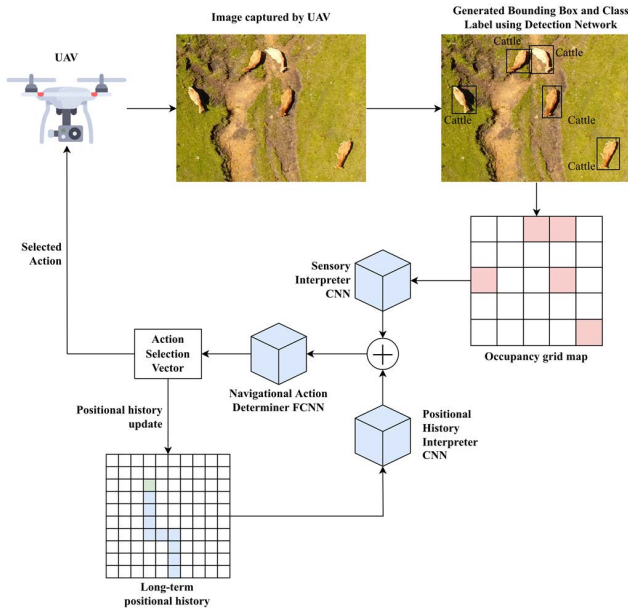 UAV
Image captured by UAV
Generated Bounding Box and Class
Label using Detection Network
Cattle
Cattle
Cattle
Cattle
Cattle
Selected
Action
Sensory
Interpreter
CNN
Occupancy grid map
Action
Selection
Vector
Navigational Action
Determiner FCNN
Positional history
update
Positional
History
Interpreter
CNN
Long-term
positional history